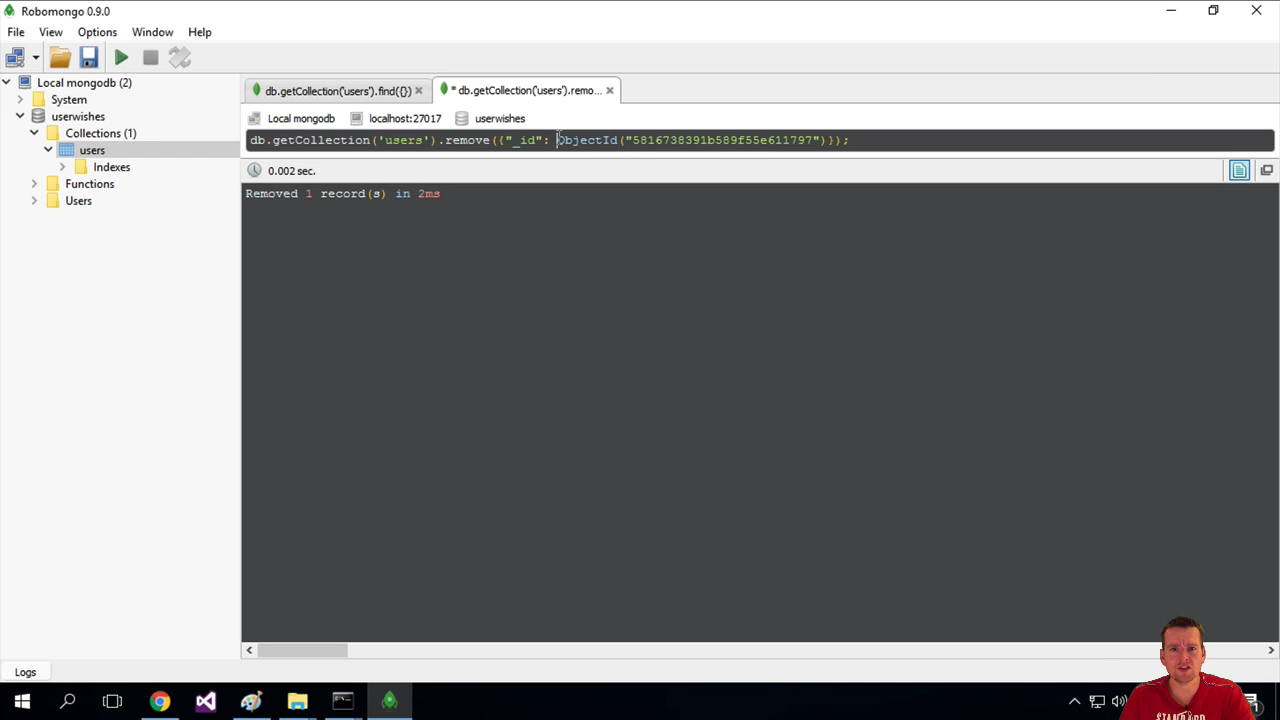 Robomongo 0.9.0
File View Options Window Help
Local mongodb (2)
System
userwishes
Collections (1)
users
Indexes
Functions
Users
db.getCollection('users').find({})
* db.getCollection('users').remo...
Local mongodb localhost:27017 userwishes
db.getCollection('users').remove({"_id": ObjectId("5816738391b589f55e611797")});
0.002 sec.
Removed 1 record(s) in 2ms
Logs